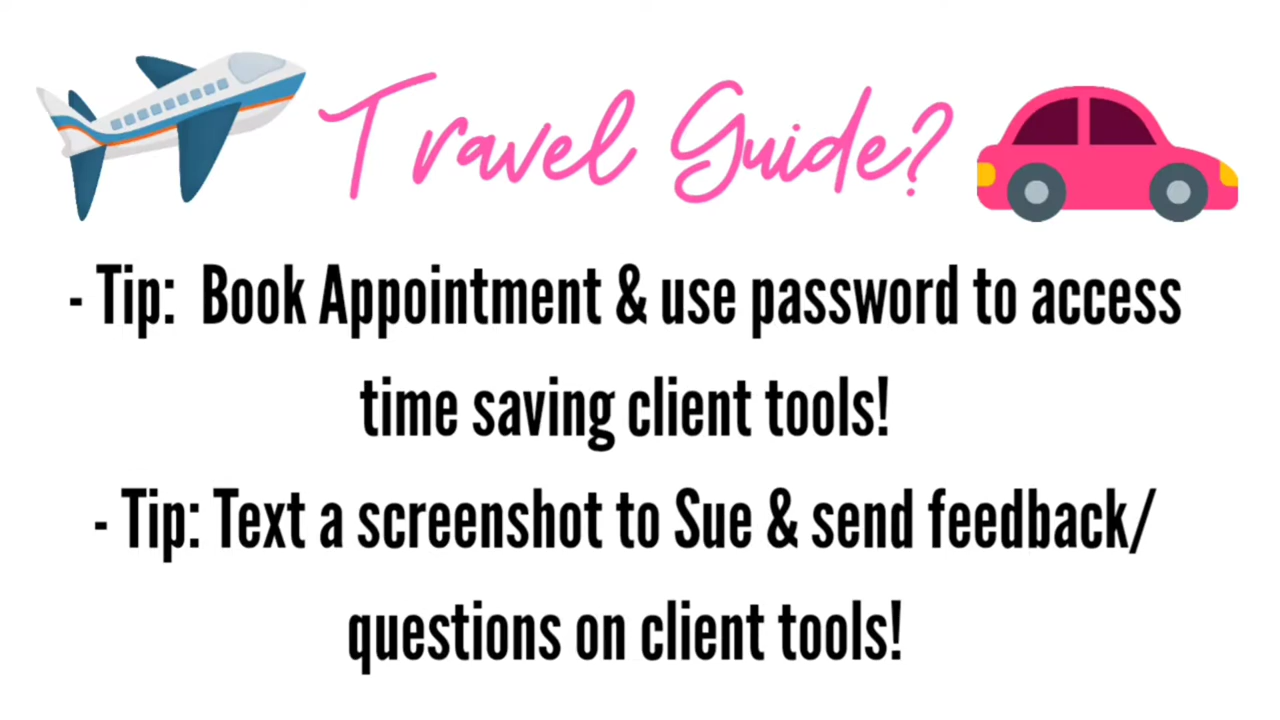 Travel Guide?
- Tip: Book Appointment & use password to access
time saving client tools!
- Tip: Text a screenshot to Sue & send feedback/
questions on client tools!